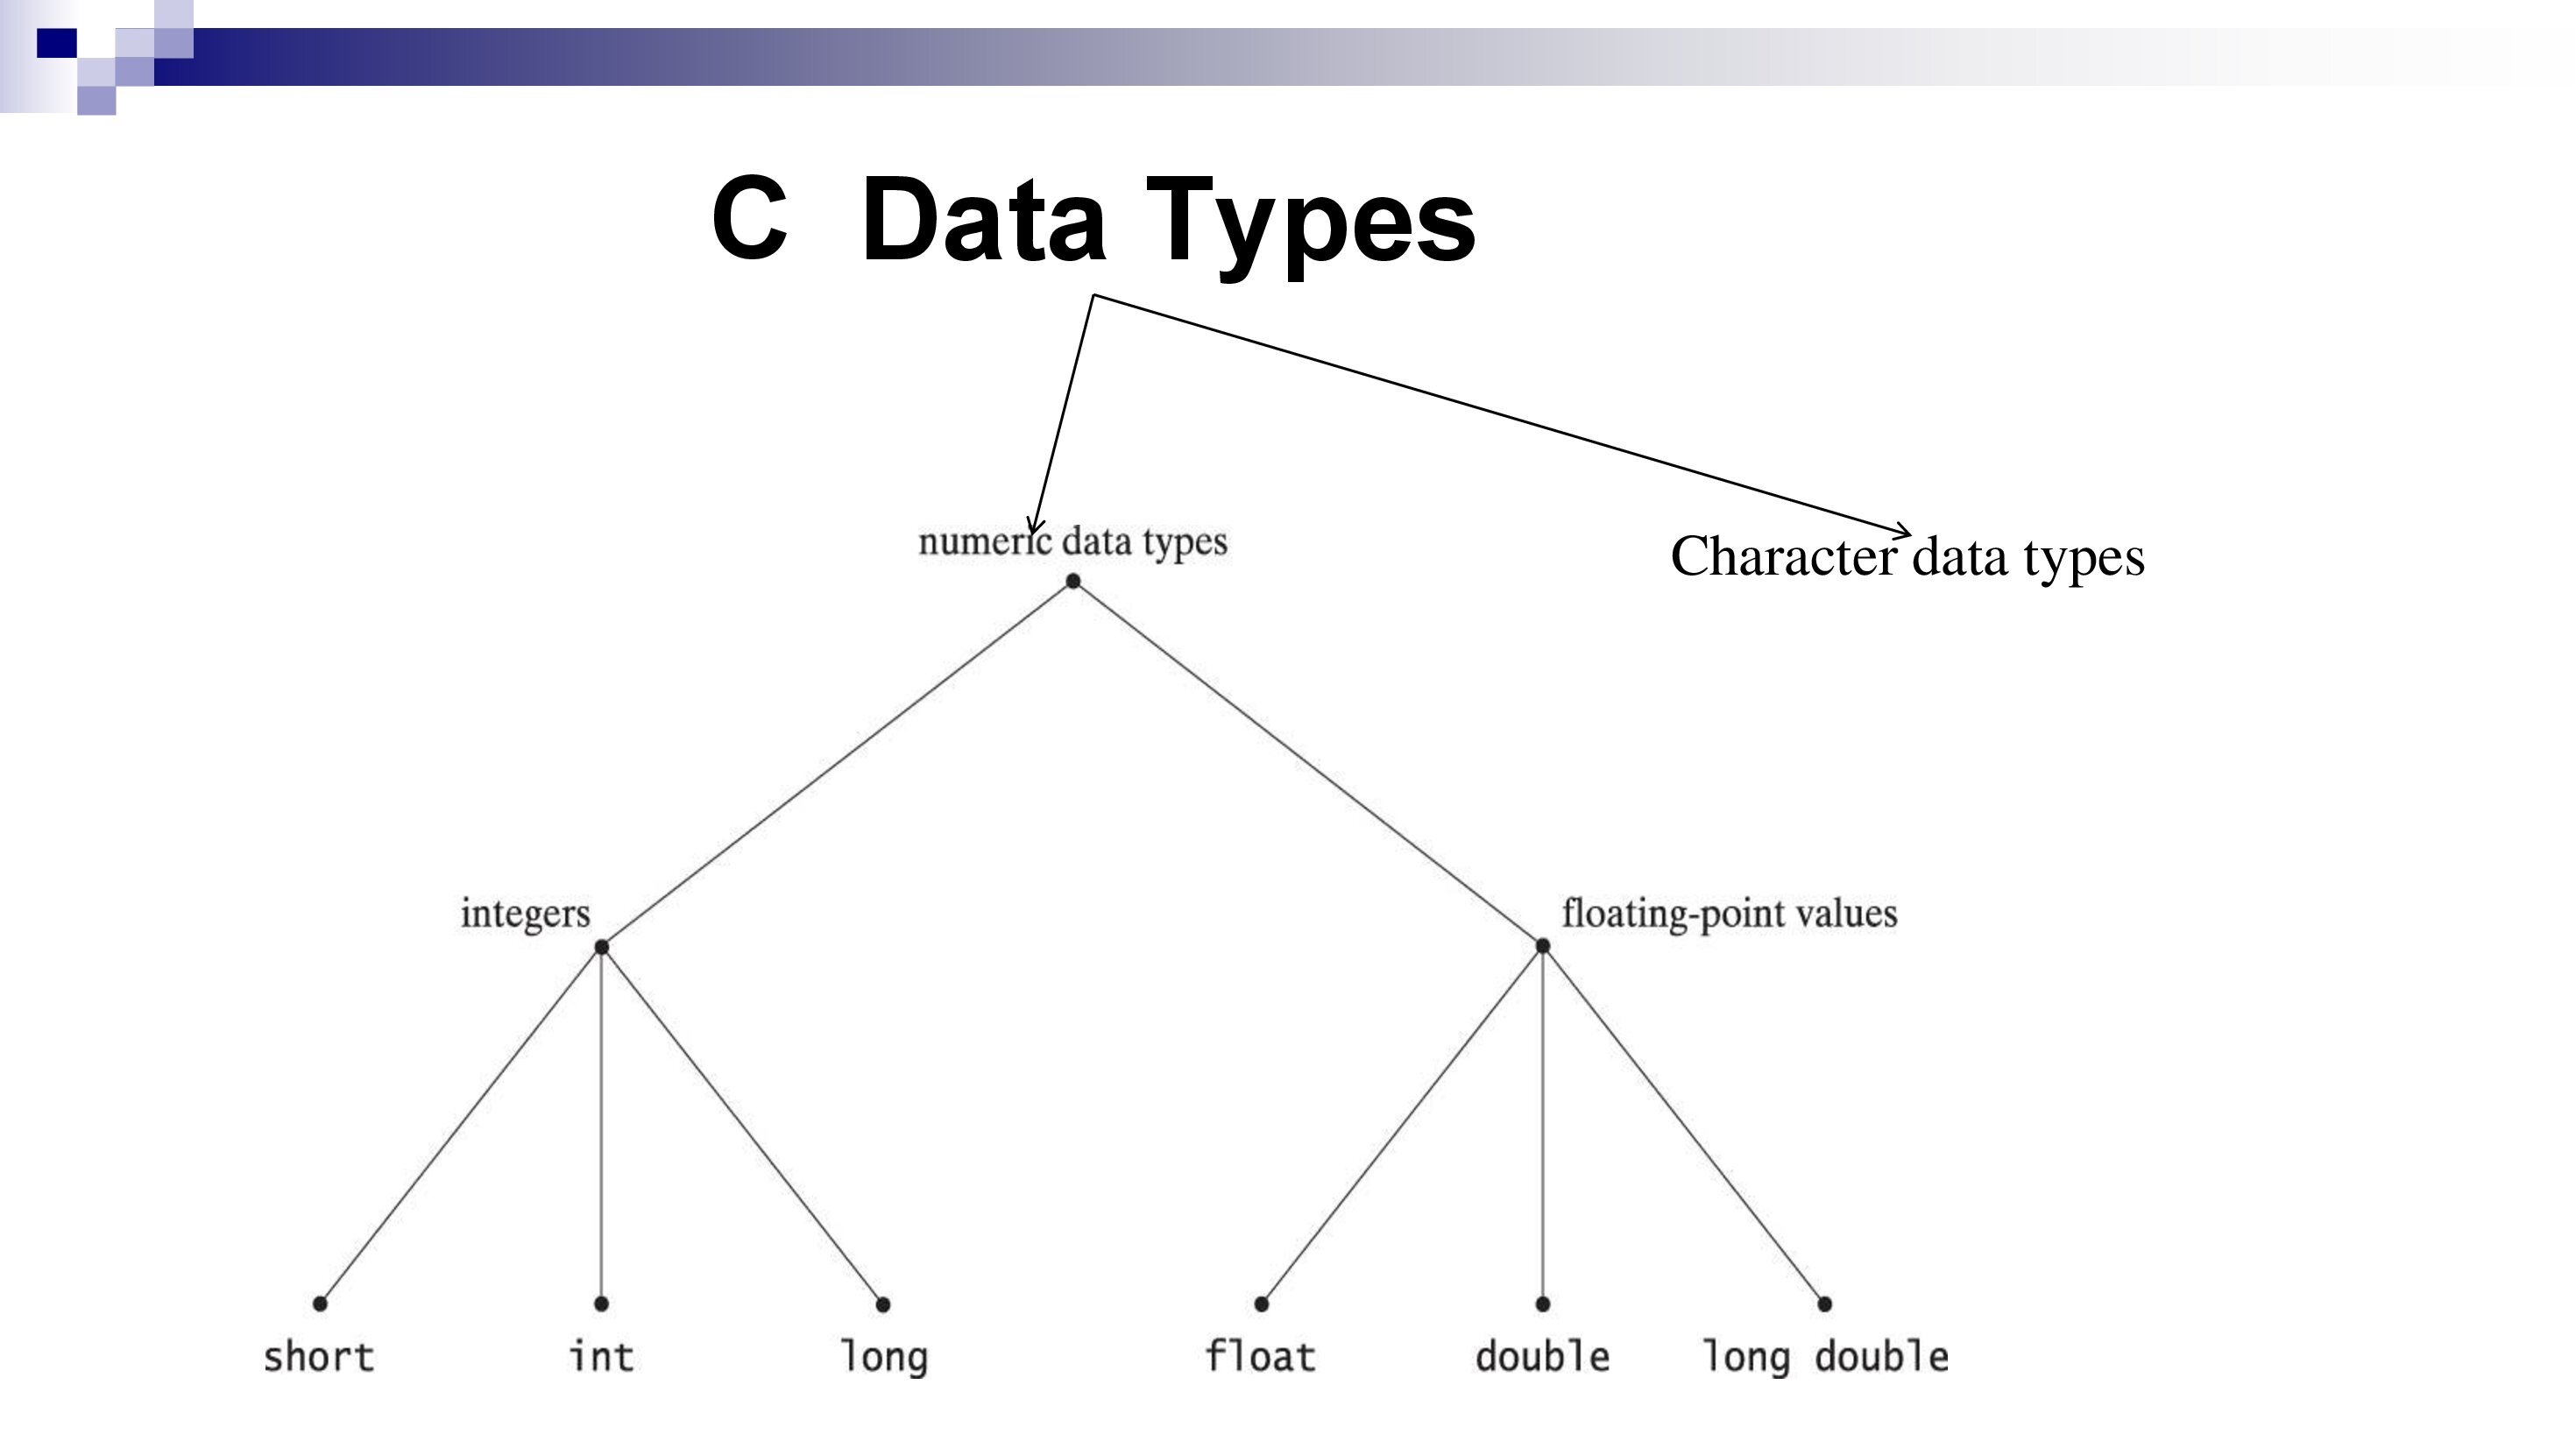 C Data Types
numeric data types
Character data types
integers
floating-point values
short
int
long
float
double
long double